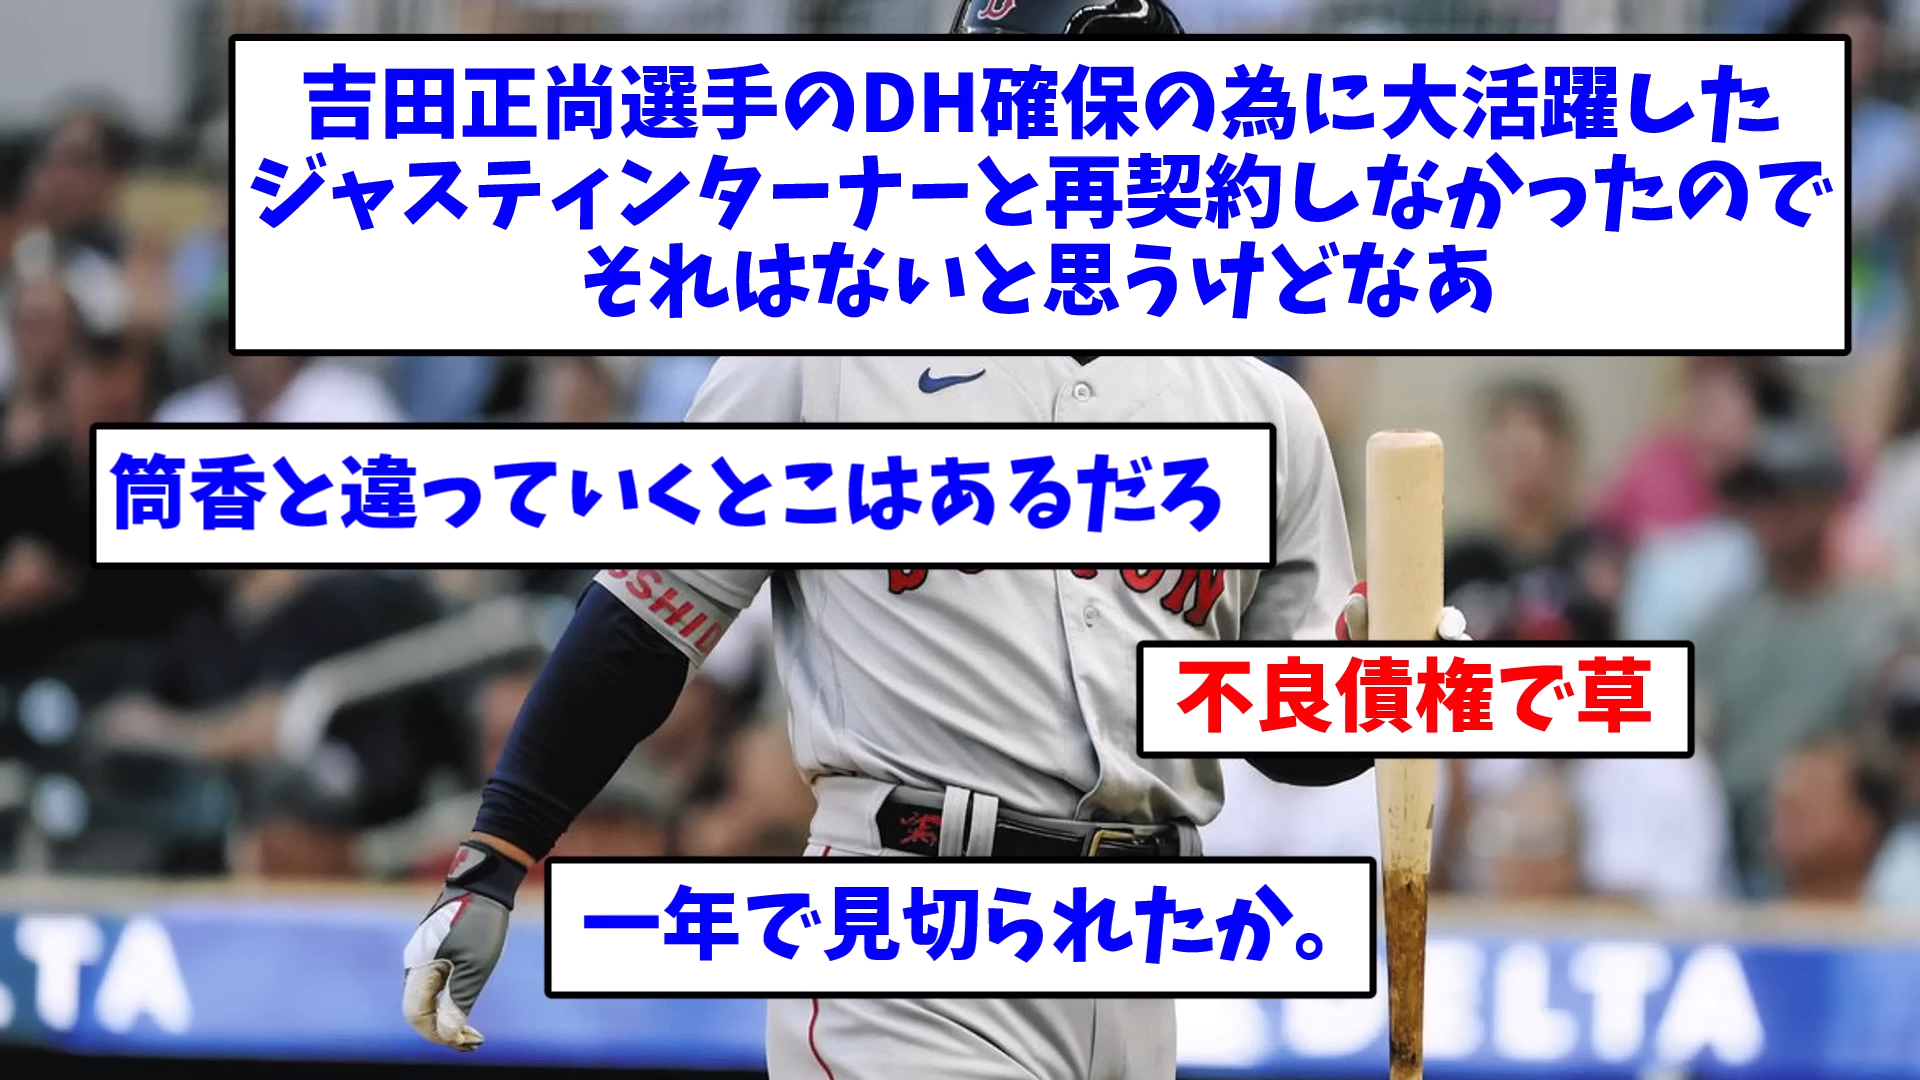 吉田正尚選手のDH確保の為に大活躍した
ジャスティンターナーと再契約しなかったので
それはないと思うけどなあ
筒香と違っていくとこはあるだろ
不良債権で草
一年で見切られたか。
LTA
DELTA